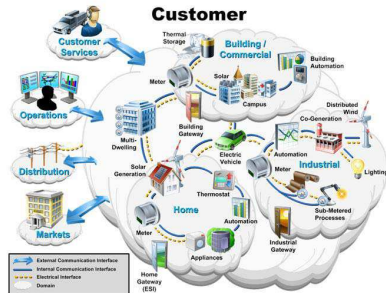 Customer
Customer
Services
Thermal
Storage
Building /
Commercial
Building
Automation
Meter
Solar
Campus
Operations
Multi-
Dwelling
Building
Gateway
Electric
Vehicle
Distributed
Wind
Co-Generation
Automation
Industrial
Meter
Lighting
Distribution
Solar
Generation
Thermostat
Home
Automation
Sub-Metered
Processes
Markets
Meter
Appliances
Industrial
Gateway
Home
Gateway
(ESI)
External Communication Interface
Internal Communication Interface
Electrical Interface
Domain